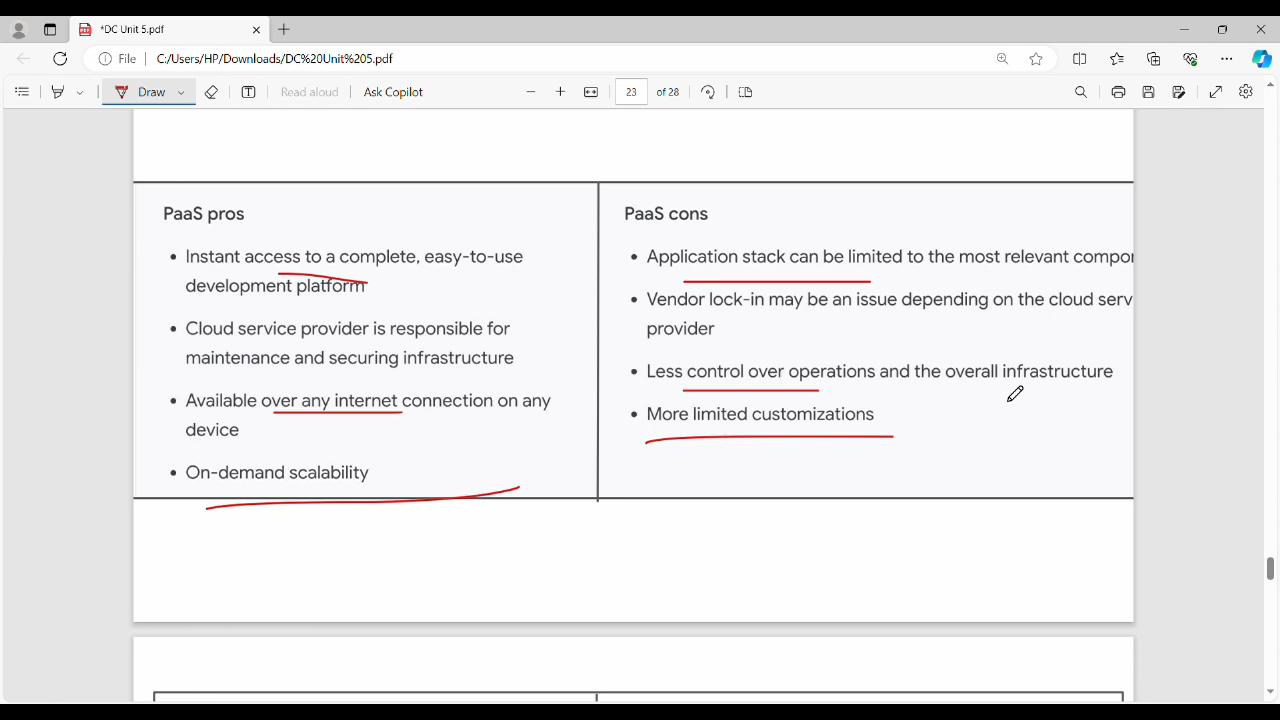 *DC Unit 5.pdf
File
C:/Users/HP/Downloads/DC%20Unit%205.pdf
Draw
Read aloud
Ask Copilot
23
of 28
PaaS pros
• Instant access to a complete, easy-to-use
development platform
• Cloud service provider is responsible for
maintenance and securing infrastructure
• Available over any internet connection on any
device
• On-demand scalability
PaaS cons
• Application stack can be limited to the most relevant compor
• Vendor lock-in may be an issue depending on the cloud serv
provider
• Less control over operations and the overall infrastructure
• More limited customizations